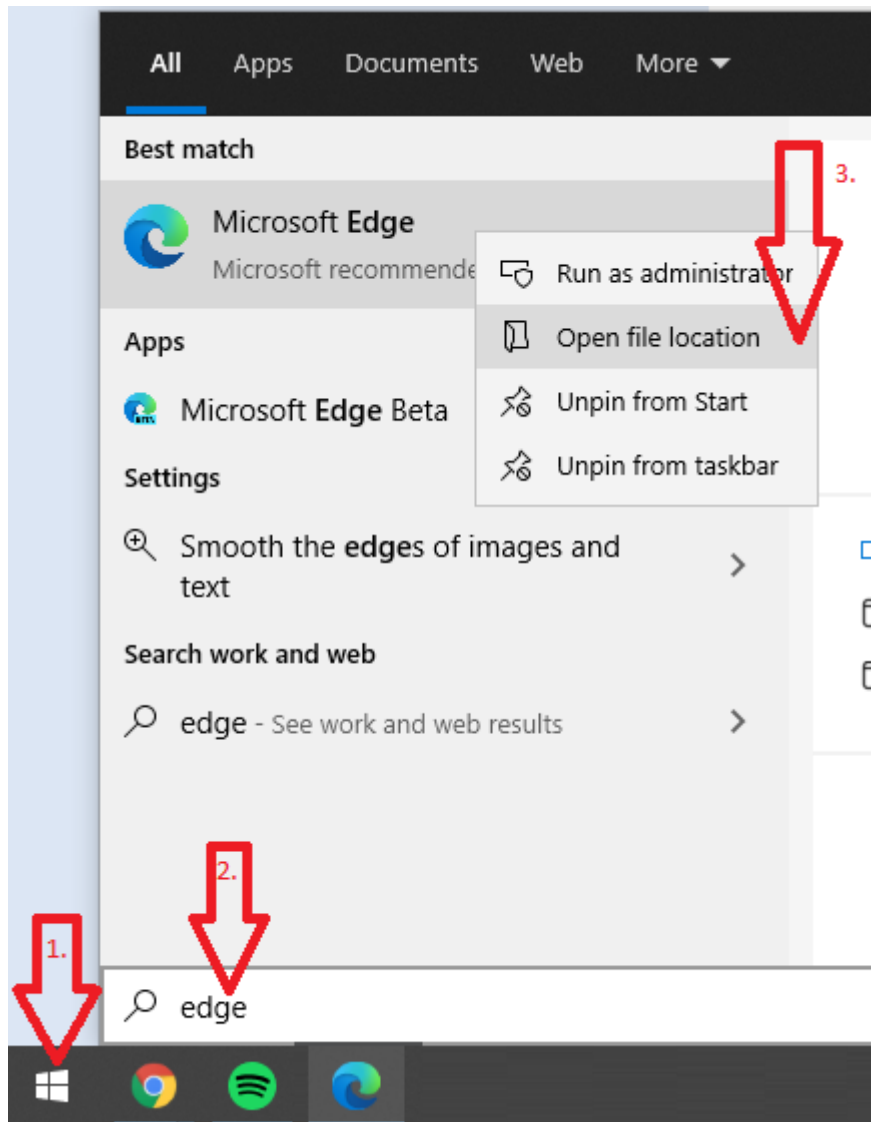 All Apps Documents Web More
Best match
3.
Microsoft Edge
Microsoft recommende
Run as administrator
Open file location
Unpin from Start
Unpin from taskbar
Apps
Microsoft Edge Beta
Settings
Smooth the edges of images and
text
Search work and web
edge - See work and web results
2.
1.
edge